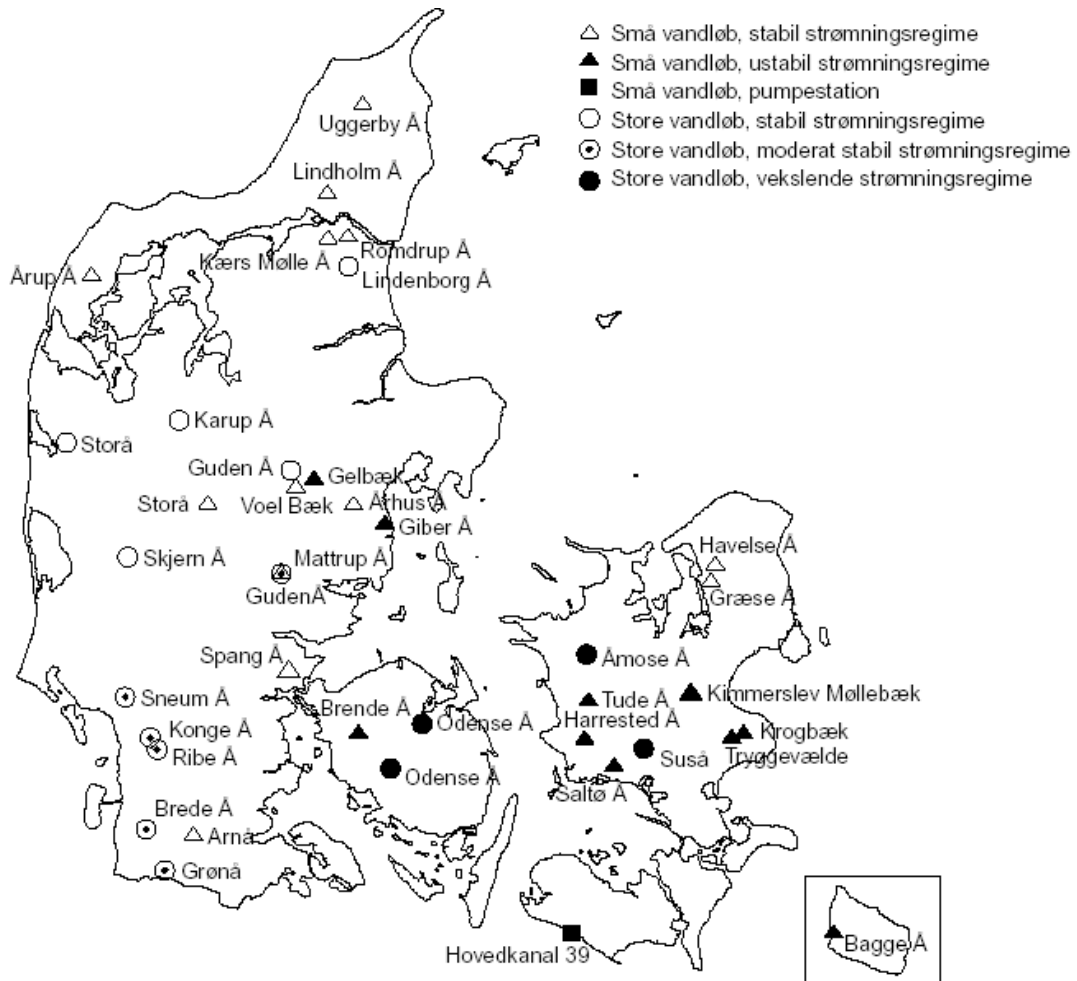 Små vandløb, stabil strømningsregime
Små vandløb, ustabil strømningsregime
Små vandløb, pumpestation
Store vandløb, stabil strømningsregime
Store vandløb, moderat stabil strømningsregime
Store vandløb, vekslende strømningsregime
Uggerby Å
Lindholm Å
Romdrup Å
Kærs Mølle Å
Årup Å
Lindenborg Å
Karup Å
Storå
Guden Å
Gelbæk
Storå
Voel Bæk
Århus Å
Giber Å
Skjern Å
Mattrup Å
GudenÅ
Havelse Å
Græse Å
Spang Å
Åmose Å
Sneum Å
Brende Å
Tude Å
Kimmerslev Møllebæk
Konge Å
Odense Å
Harrested Å
Krogbæk
Ribe Å
Suså
Tryggevælde
Odense Å
Saltø Å
Brede Å
Arnå
Grønå
Bagge Å
Hovedkanal 39